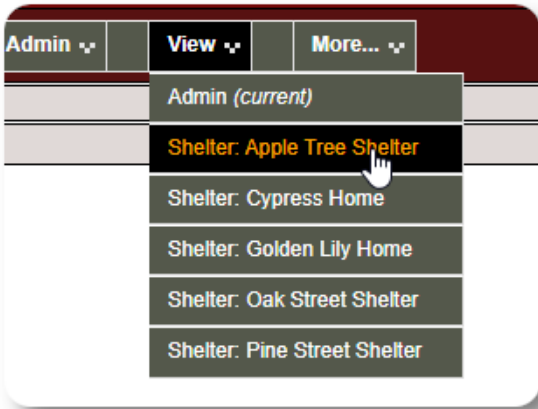 Admin
View
More...
Admin (current)
Shelter: Apple Tree Shelter
Shelter: Cypress Home
Shelter: Golden Lily Home
Shelter: Oak Street Shelter
Shelter: Pine Street Shelter